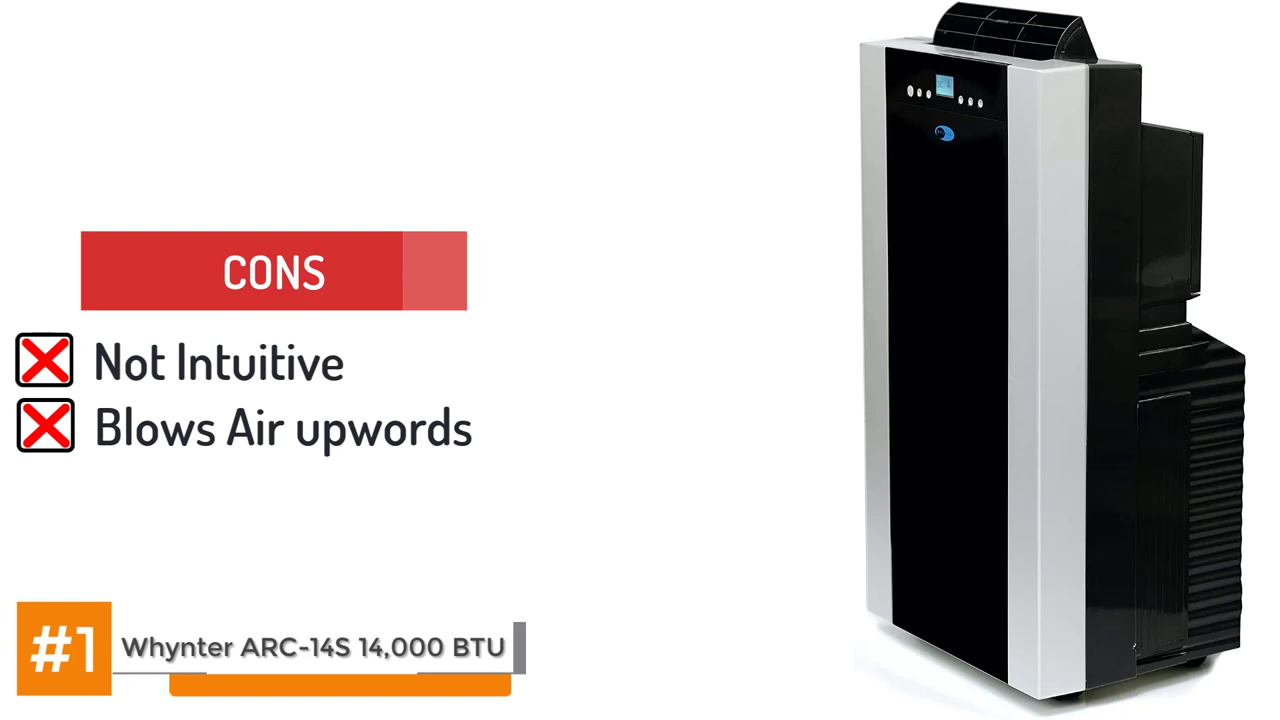 CONS
Not Intuitive
Blows Air upwords
#1
Whynter ARC-14S 14,000 BTU